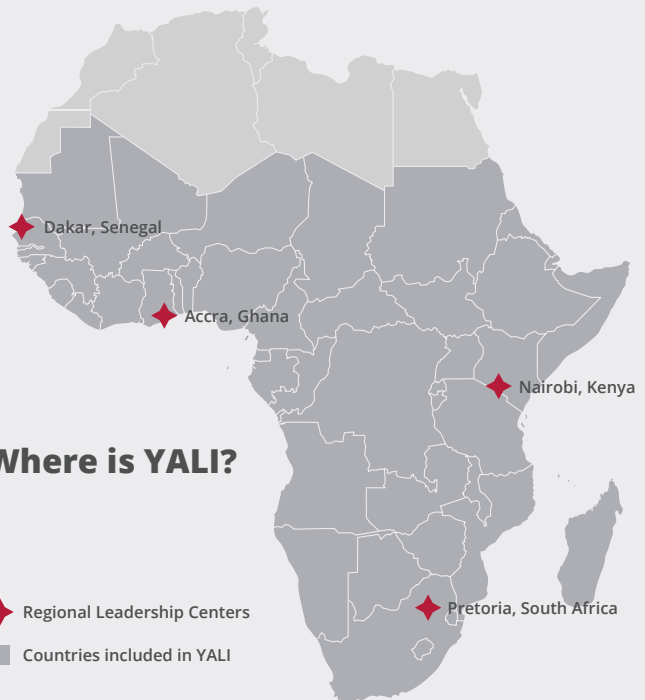 Dakar, Senegal
Accra, Ghana
Nairobi, Kenya
Where is YALI?
Pretoria, South Africa
Regional Leadership Centers
Countries included in YALI